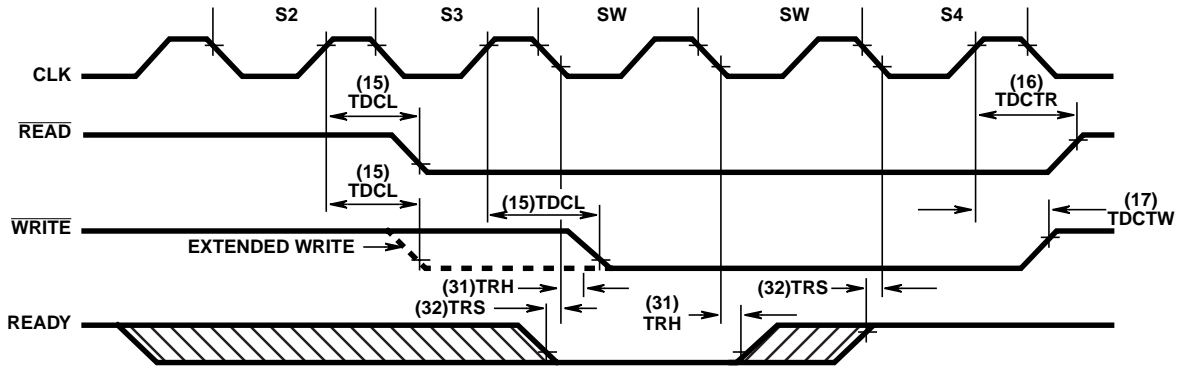 S2 S3 SW SW S4
CLK
(15)
TDCL
(16)
TDCTR
READ
(15)
TDCL
(15)TDCL
(17)
TDCTW
WRITE
EXTENDED WRITE
(31)TRH
(32)TRS
(31)
TRH
(32)TRS
READY